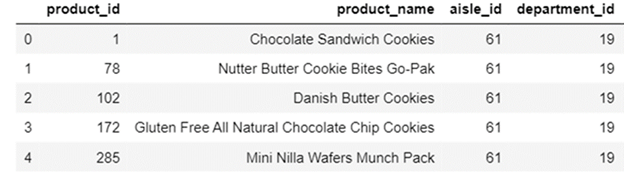 product_id product_name aisle_id department_id
0 1 Chocolate Sandwich Cookies 61 19
1 78 Nutter Butter Cookie Bites Go-Pak 61 19
2 102 Danish Butter Cookies 61 19
3 172 Gluten Free All Natural Chocolate Chip Cookies 61 19
4 285 Mini Nilla Wafers Munch Pack 61 19